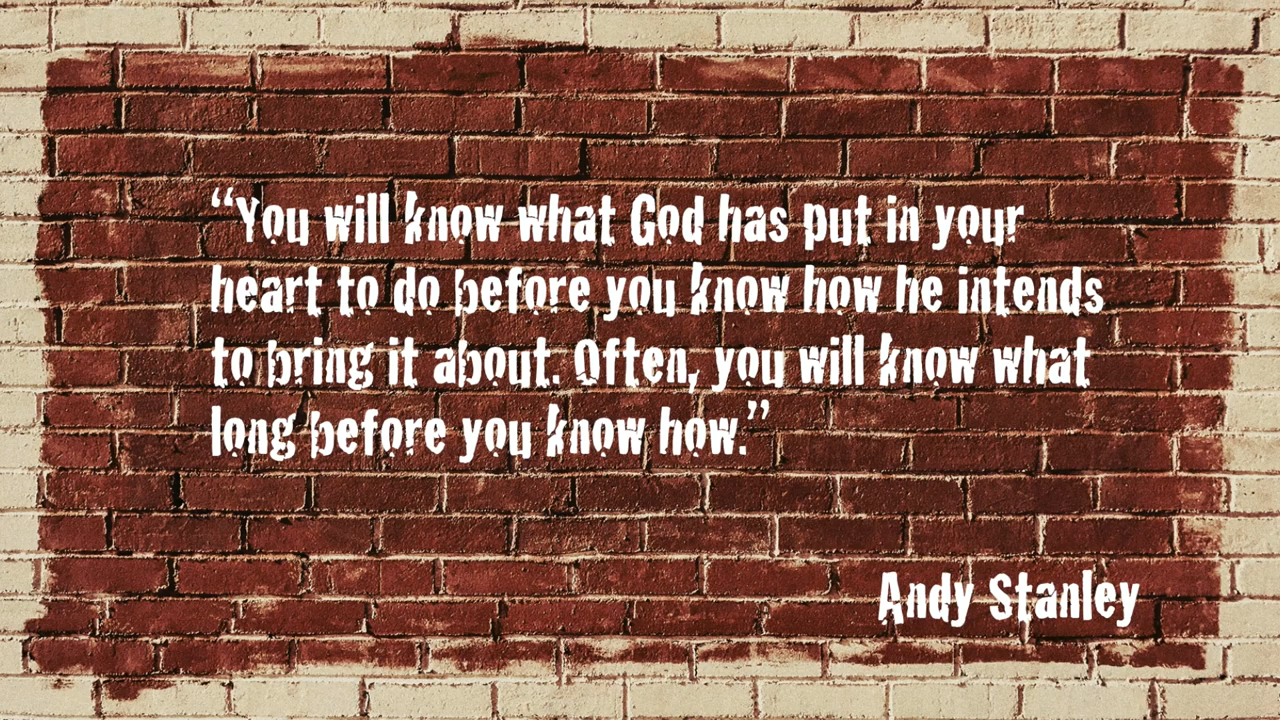 “You will know what God has put in your
heart to do before you know how he intends
to bring it about. Often, you will know what
long before you know how.”
Andy Stanley